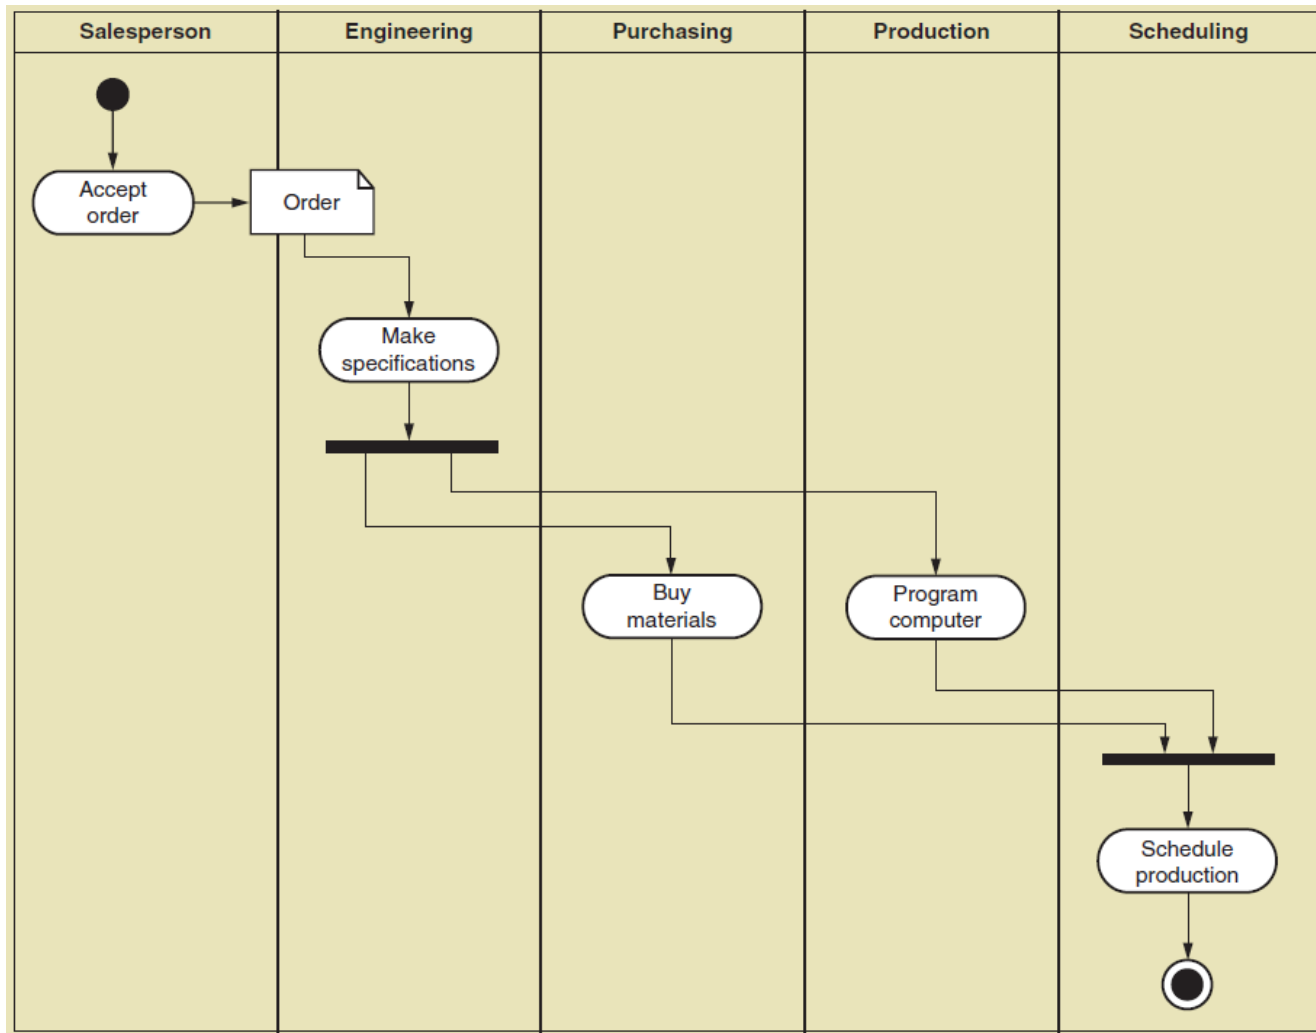 Salesperson
Engineering
Purchasing
Production
Scheduling
Accept
order
Order
Make
specifications
Buy
materials
Program
computer
Schedule
production